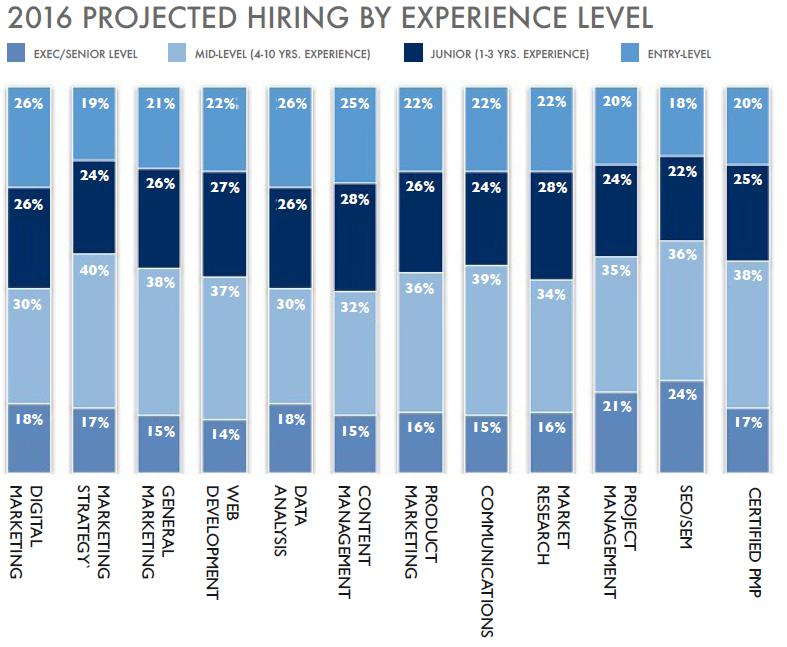 2016 PROJECTED HIRING BY EXPERIENCE LEVEL
EXEC/SENIOR LEVEL
MID-LEVEL (4-10 YRS. EXPERIENCE)
JUNIOR (1-3 YRS. EXPERIENCE)
ENTRY-LEVEL
26% 19% 21% 22% 26% 25% 22% 22% 22% 20% 18% 20%
26% 24% 26% 27% 26% 28% 26% 24% 28% 24% 22% 25%
30% 40% 38% 37% 30% 32% 36% 39% 34% 35% 36% 38%
18% 17% 15% 14% 18% 15% 16% 15% 16% 21% 24% 17%
DIGITAL
MARKETING
MARKETING
STRATEGY`
GENERAL
MARKETING
WEB
DEVELOPMENT
DATA
ANALYSIS
CONTENT
MANAGEMENT
PRODUCT
MARKETING
COMMUNICATIONS
MARKET
RESEARCH
PROJECT
MANAGEMENT
SEO/SEM
CERTIFIED PMP